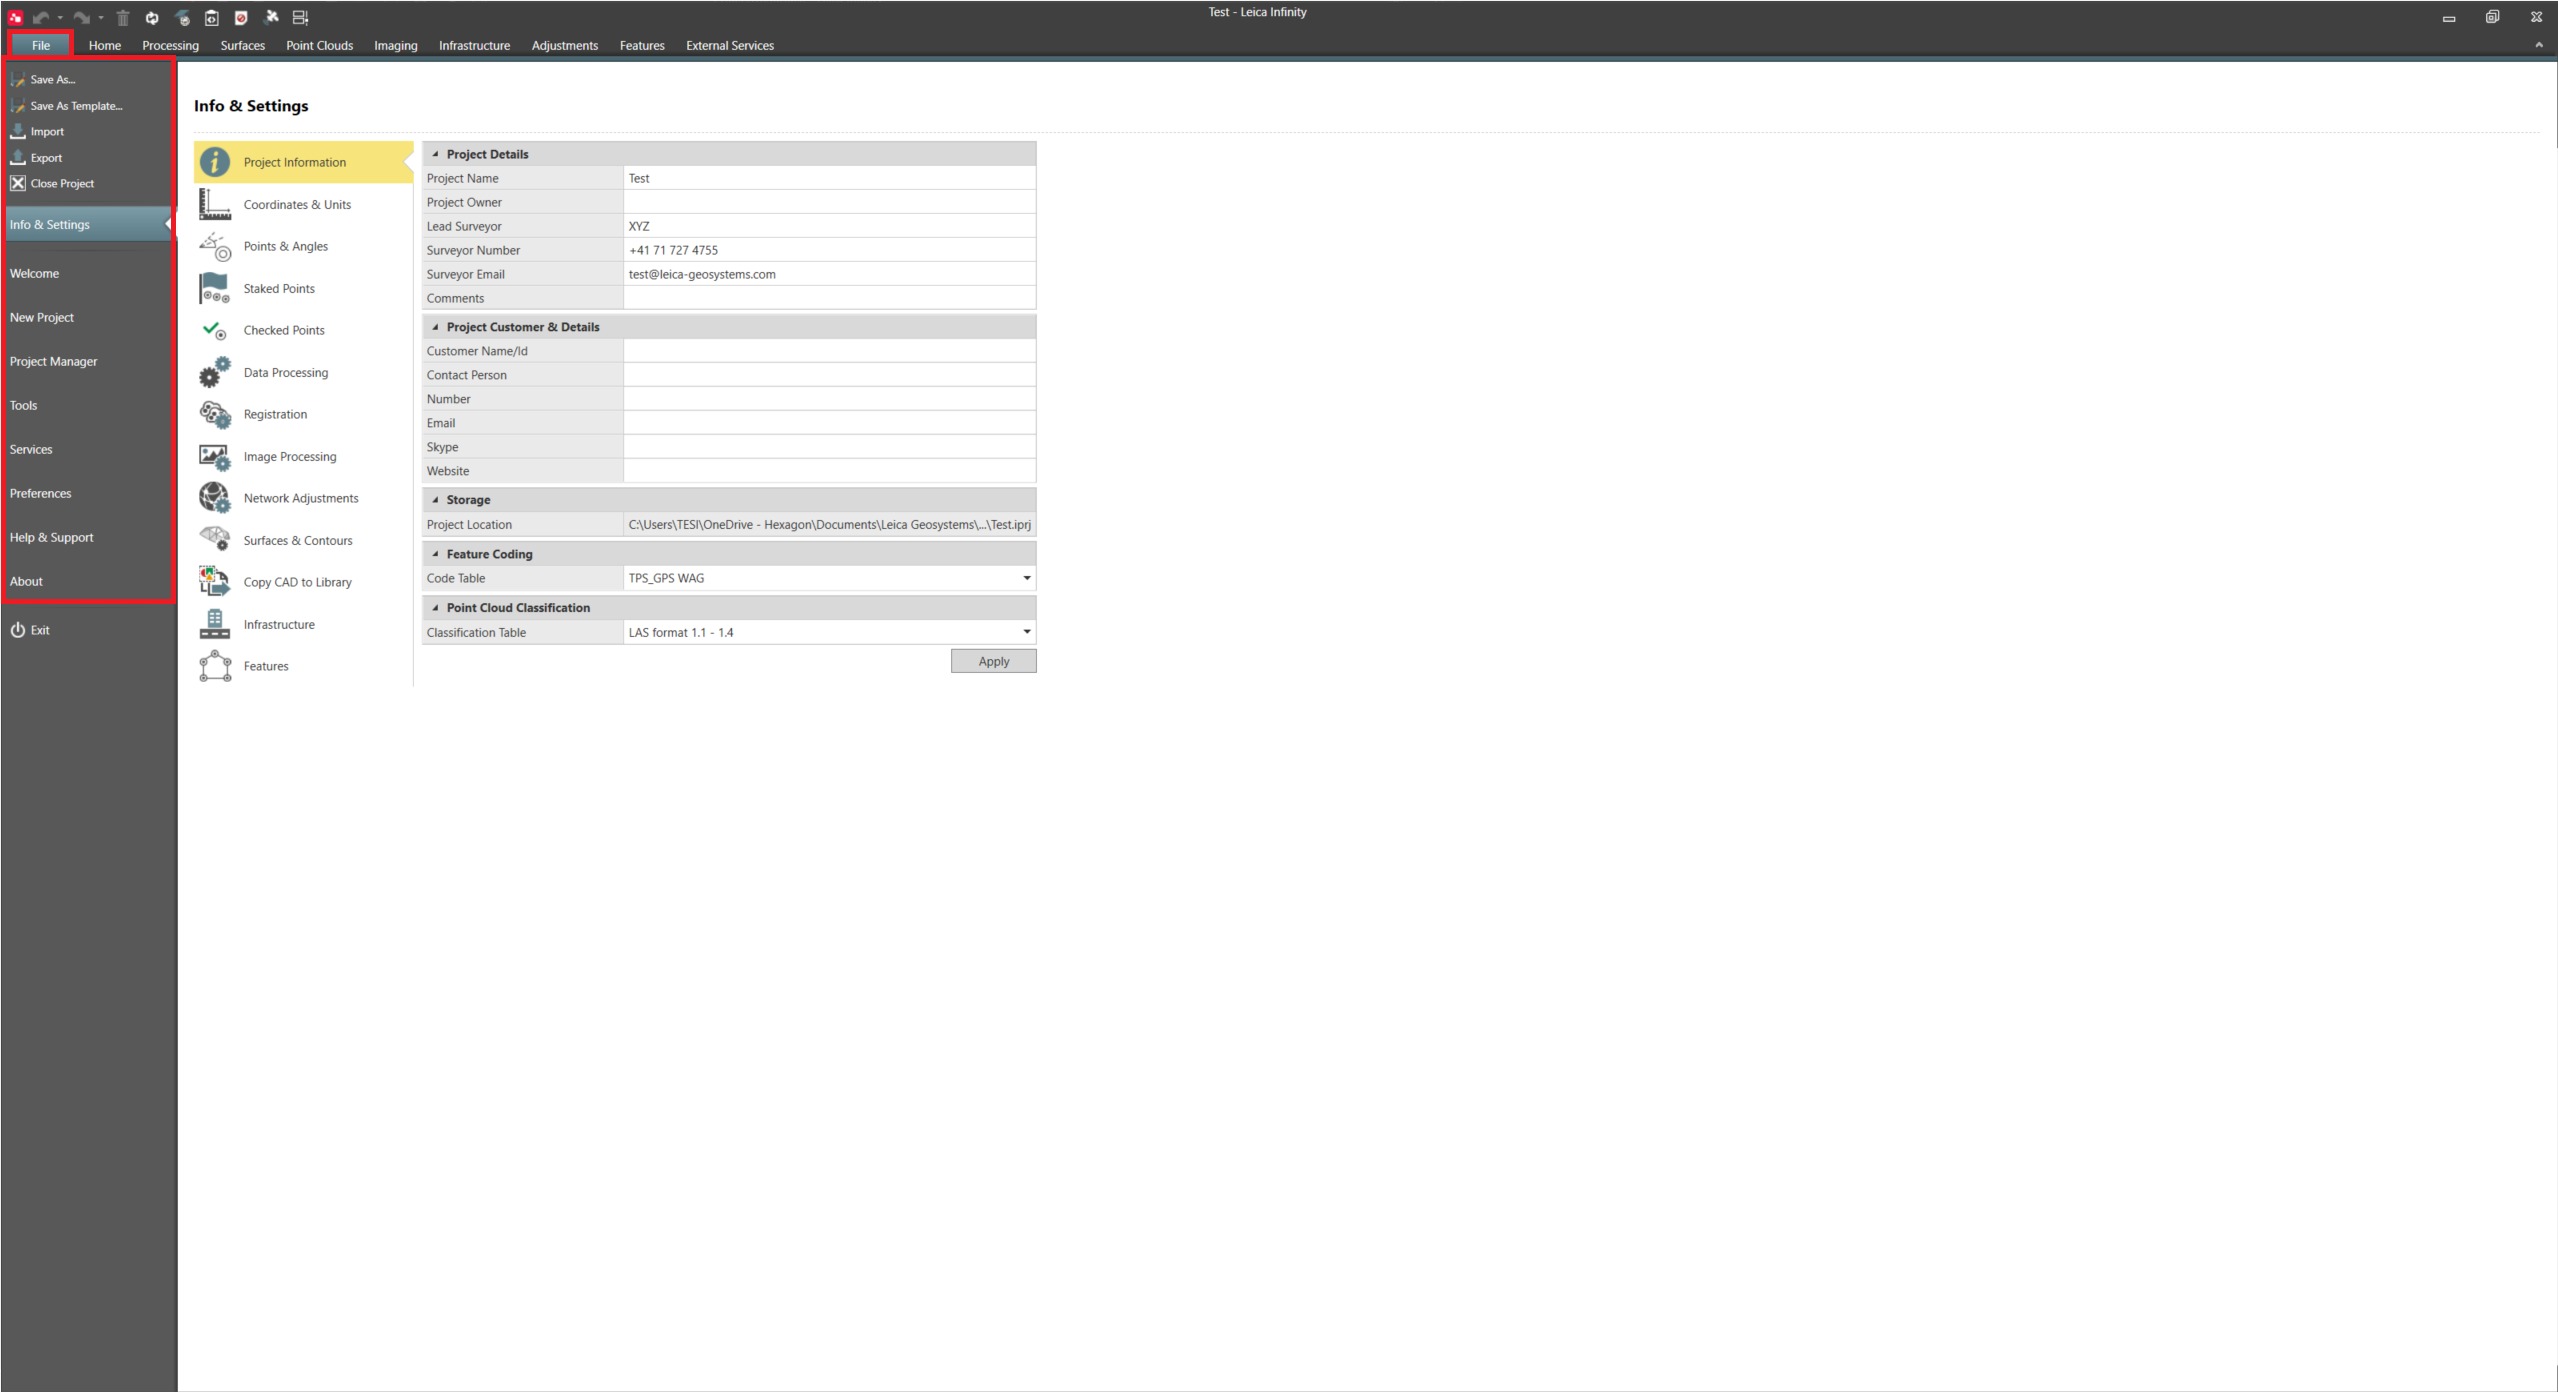 Test - Leica Infinity
File Home Processing Surfaces Point Clouds Imaging Infrastructure Adjustments Features External Services
Save As...
Save As Template...
Import
Export
Close Project
Info & Settings
Welcome
New Project
Project Manager
Tools
Services
Preferences
Help & Support
About
Exit
Info & Settings
Project Information
Coordinates & Units
Points & Angles
Staked Points
Checked Points
Data Processing
Registration
Image Processing
Network Adjustments
Surfaces & Contours
Copy CAD to Library
Infrastructure
Features
Project Details
Project Name Test
Project Owner
Lead Surveyor XYZ
Surveyor Number +41 71 727 4755
Surveyor Email test@leica-geosystems.com
Comments
Project Customer & Details
Customer Name/Id
Contact Person
Number
Email
Skype
Website
Storage
Project Location C:\Users\TESI\OneDrive - Hexagon\Documents\Leica Geosystems\...\Test.iprj
Feature Coding
Code Table TPS_GPS WAG
Point Cloud Classification
Classification Table LAS format 1.1 - 1.4
Apply